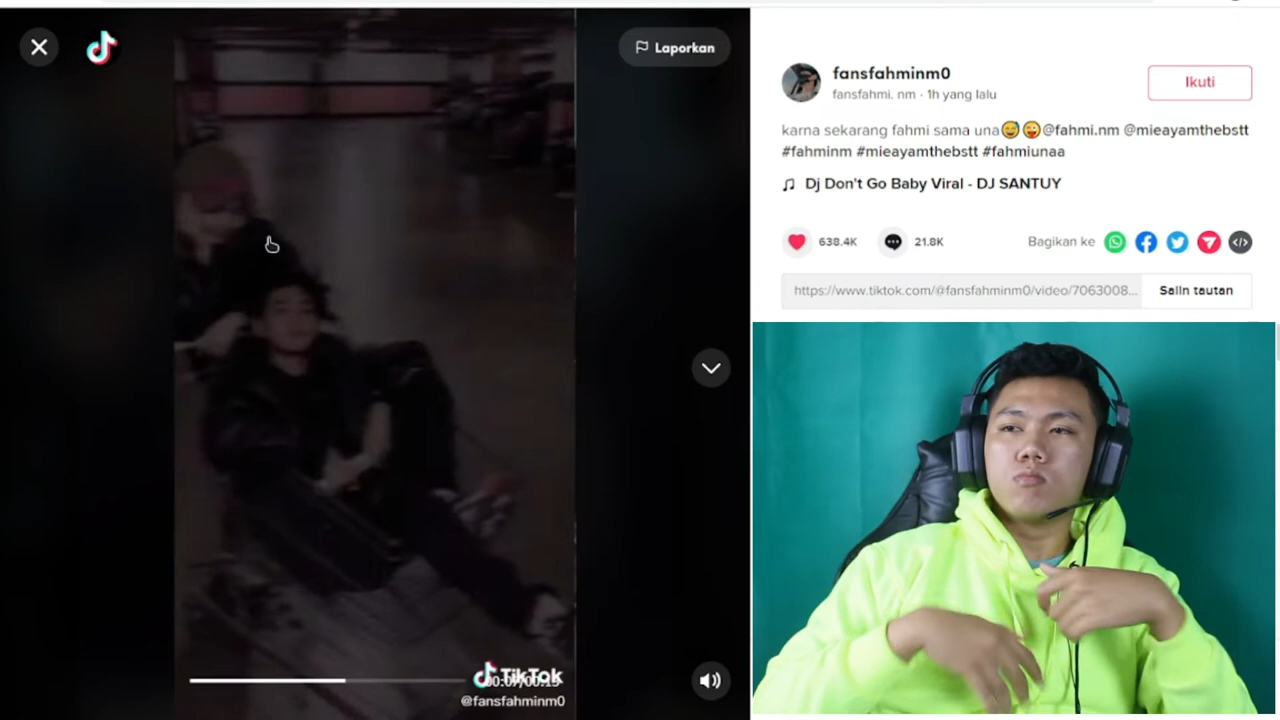 Laporkan
fansfahminm0
fansfahmi. nm · 1h yang lalu
Ikuti
karna sekarang fahmi sama una😅😜@fahmi.nm @mieayamthebstt
#fahminm #mieayamthebstt #fahmiunaa
Dj Don't Go Baby Viral - DJ SANTUY
638.4K
21.8K
Bagikan ke
https://www.tiktok.com/@fansfahminm0/video/7063008...
Salin tautan
TikTok
@fansfahminm0